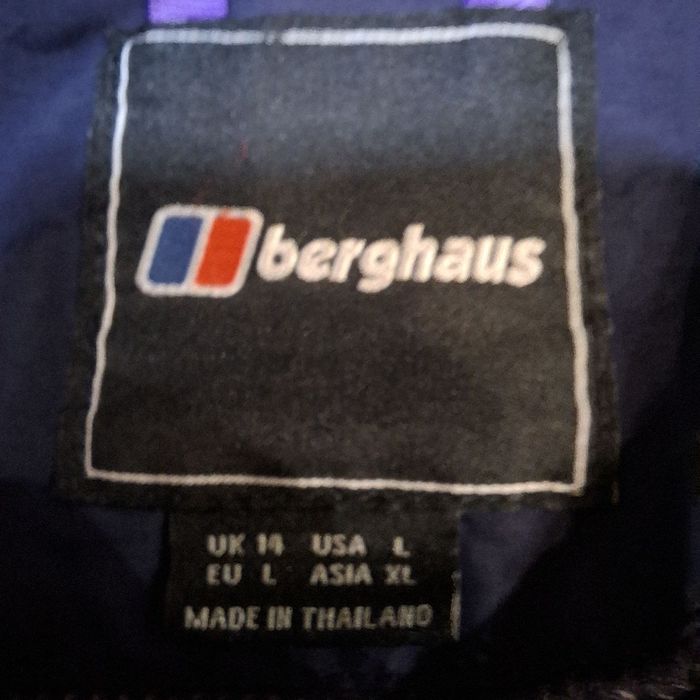 berghaus
UK 14 USA L
EU L ASIA XL
MADE IN THAILAND